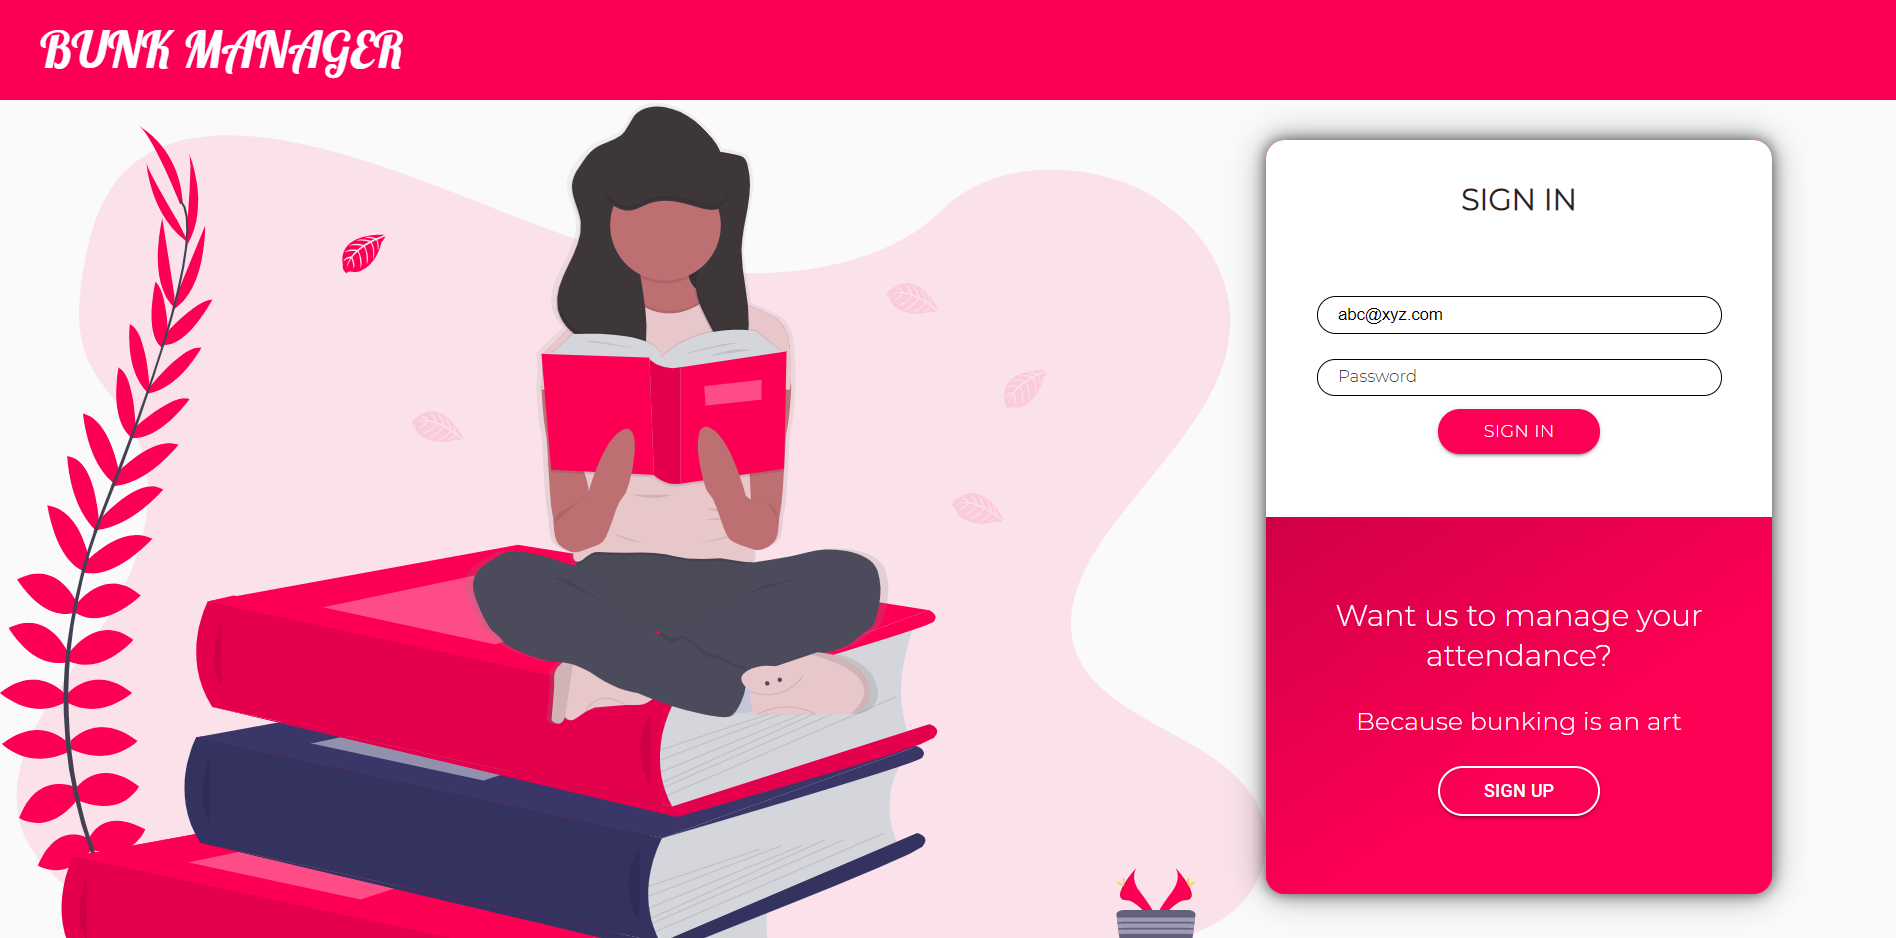 BUNK MANAGER
SIGN IN
abc@xyz.com
Password
SIGN IN
Want us to manage your
attendance?
Because bunking is an art
SIGN UP